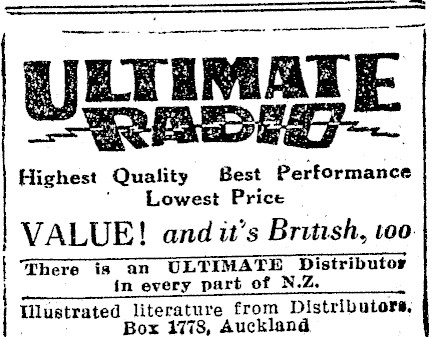 ULTIMATE
RADIO
Highest Quality Best Performance
Lowest Price
VALUE! and it's British, too
There is an ULTIMATE Distributor
in every part of N.Z.
Illustrated literature from Distributors,
Box 1778, Auckland